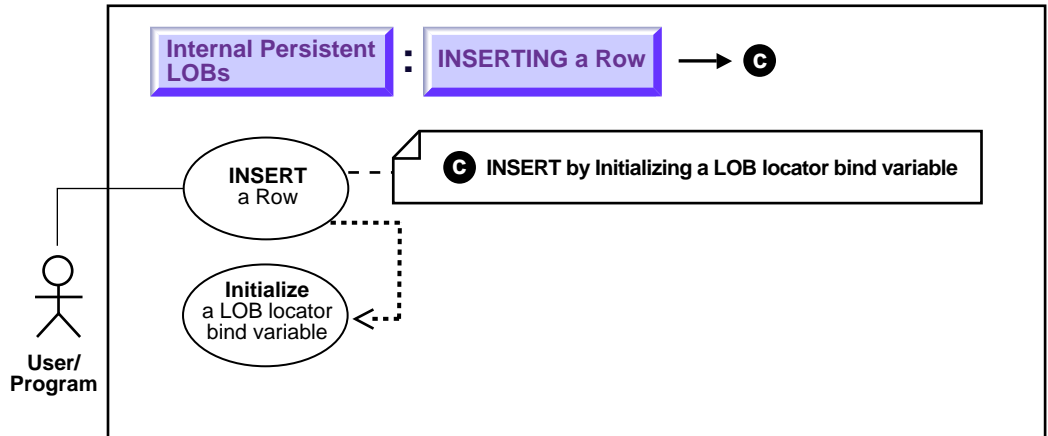 Internal Persistent
LOBs
:
INSERTING a Row
C
INSERT
a Row
C INSERT by Initializing a LOB locator bind variable
Initialize
a LOB locator
bind variable
User/
Program